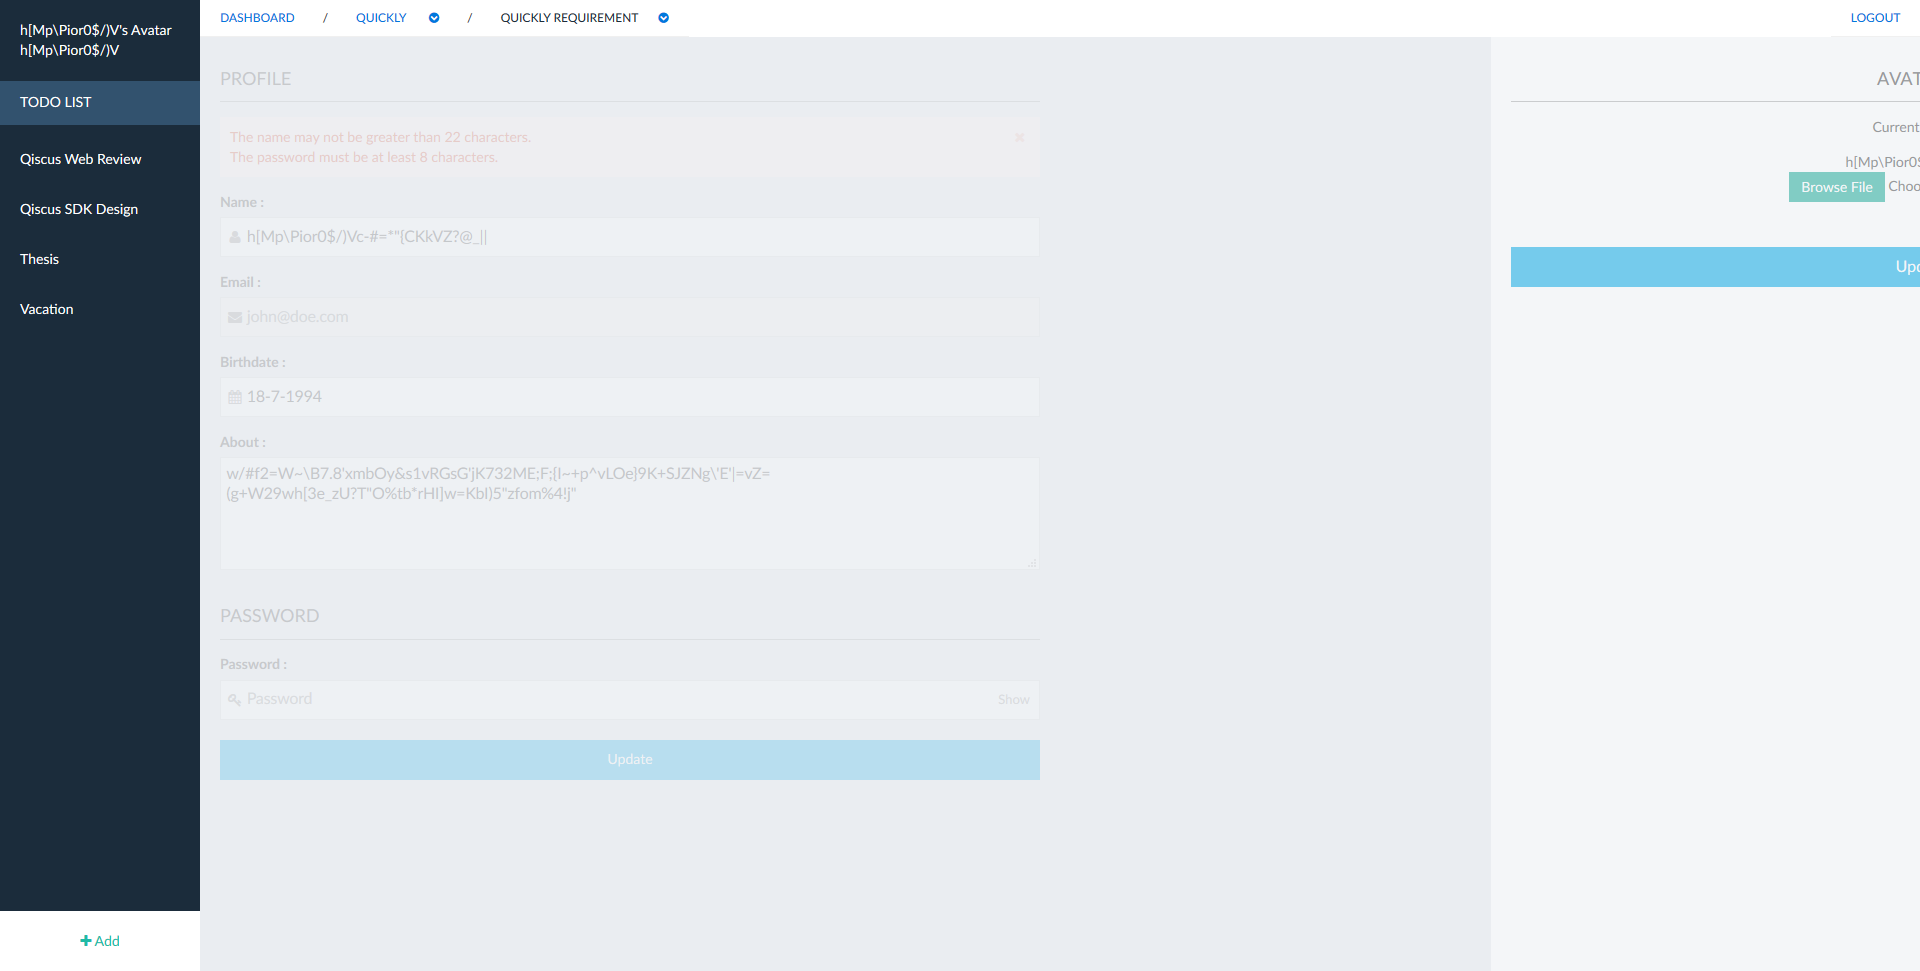 h[Mp\Pior0$/)V's Avatar
h[Mp\Pior0$/)V
TODO LIST
Qiscus Web Review
Qiscus SDK Design
Thesis
Vacation
Add
DASHBOARD / QUICKLY / QUICKLY REQUIREMENT
LOGOUT
PROFILE
The name may not be greater than 22 characters.
The password must be at least 8 characters.
Name :
h[Mp\Pior0$/)Vc-#=*"{CKkVZ?@_||
Email :
john@doe.com
Birthdate :
18-7-1994
About :
w/#f2=W~\B7.8'xmbOy&s1vRGsG'jK732ME;F;{I~+p^vLOe}9K+SJZNg\'E'|=vZ=
(g+W29wh[3e_zU?T"O%tb*rHI]w=KbI)5"zfom%4!j"
PASSWORD
Password :
Password
Show
Update
AVAT
Current
h[Mp\Pior0$
Browse File Choo
Upd